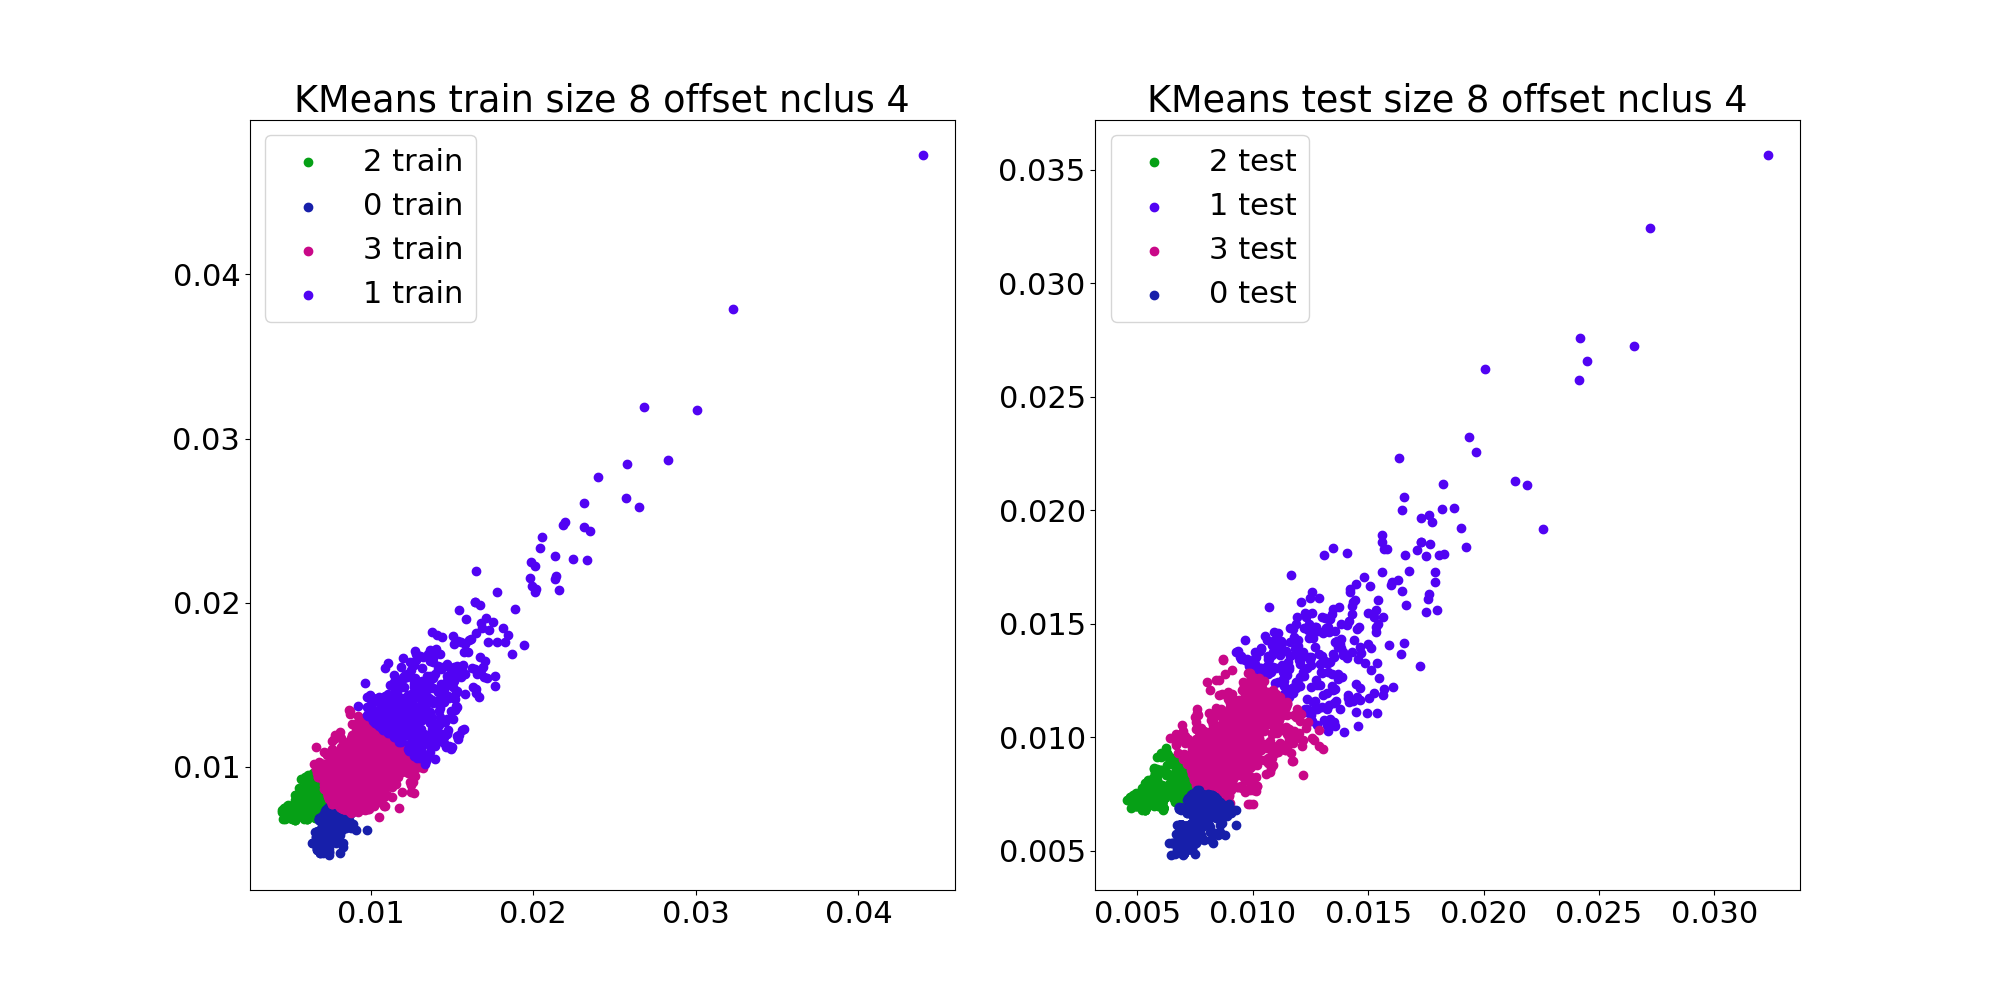 KMeans train size 8 offset nclus 4
2 train
0 train
3 train
1 train
0.04
0.03
0.02
0.01
0.01 0.02 0.03 0.04
KMeans test size 8 offset nclus 4
2 test
1 test
3 test
0 test
0.035
0.030
0.025
0.020
0.015
0.010
0.005
0.005 0.010 0.015 0.020 0.025 0.030